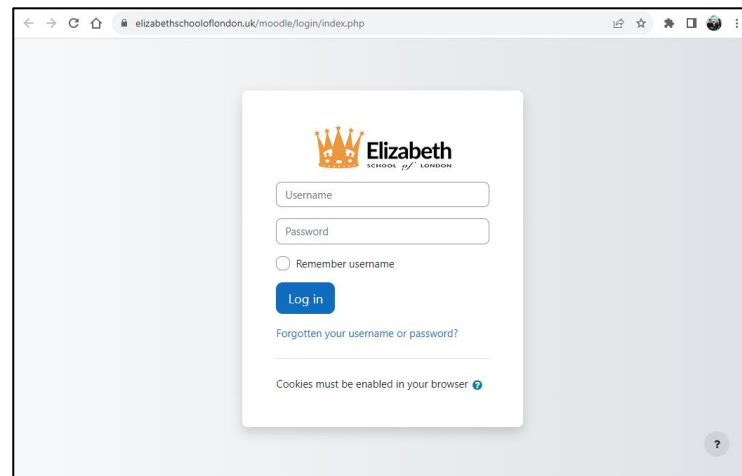 elizabethschooloflondon.uk/moodle/login/index.php
Elizabeth
SCHOOL of LONDON
Username
Password
Remember username
Log in
Forgotten your username or password?
Cookies must be enabled in your browser ?
?